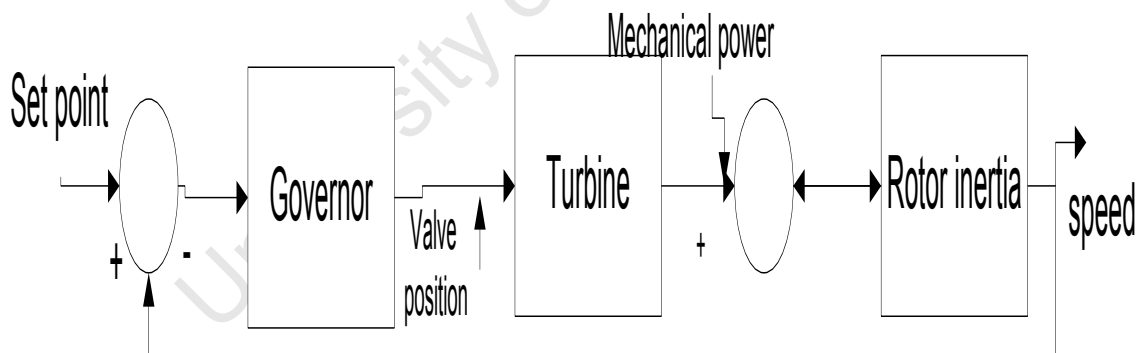 Mechanical power
Set point
Governor
Turbine
Rotor inertia
speed
Valve
position
+
-
+